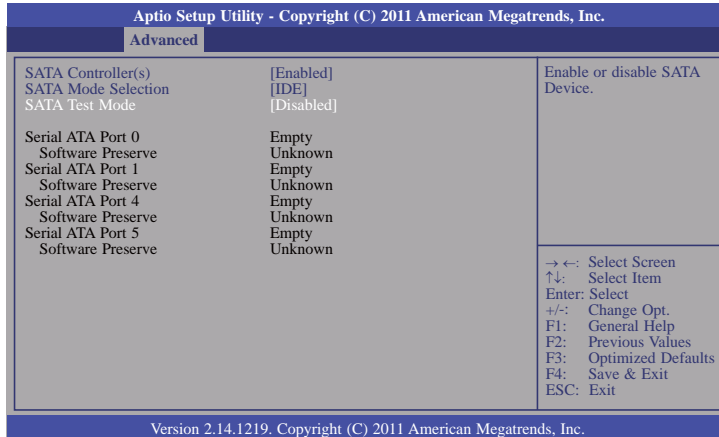 Aptio Setup Utility - Copyright (C) 2011 American Megatrends, Inc.
Advanced
SATA Controller(s) [Enabled]
SATA Mode Selection [IDE]
SATA Test Mode [Disabled]
Serial ATA Port 0 Empty
Software Preserve Unknown
Serial ATA Port 1 Empty
Software Preserve Unknown
Serial ATA Port 4 Empty
Software Preserve Unknown
Serial ATA Port 5 Empty
Software Preserve Unknown
Enable or disable SATA
Device.
→ ←: Select Screen
↑↓: Select Item
Enter: Select
+/-: Change Opt.
F1: General Help
F2: Previous Values
F3: Optimized Defaults
F4: Save & Exit
ESC: Exit
Version 2.14.1219. Copyright (C) 2011 American Megatrends, Inc.